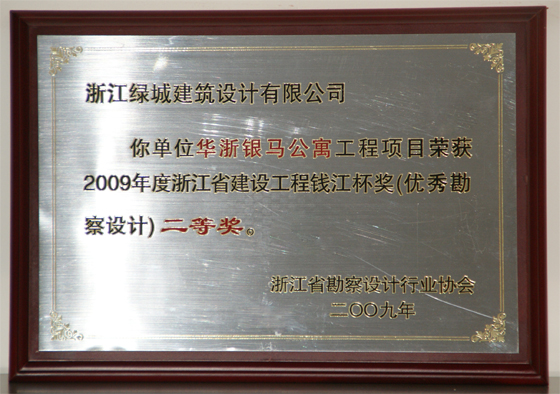 浙江绿城建筑设计有限公司
你单位华浙银马公寓工程项目荣获
2009年度浙江省建设工程钱江杯奖(优秀勘
察设计)二等奖。
浙江省勘察设计行业协会
二〇〇九年